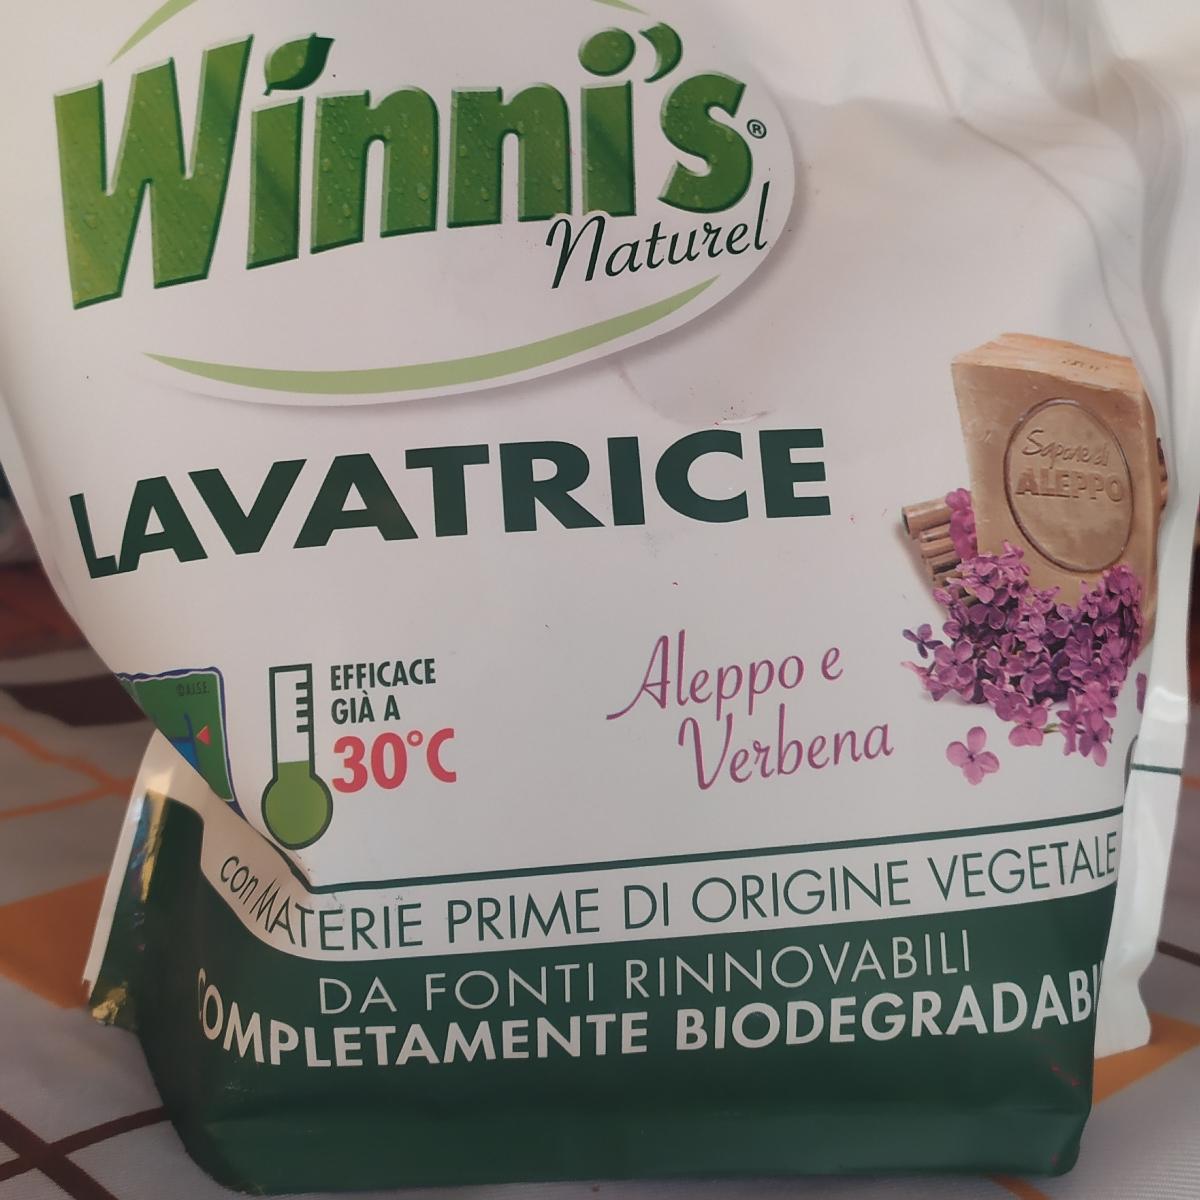 Winni's®
Naturel
LAVATRICE
Sapone di
ALEPPO
©A.I.S.E.
EFFICACE
GIÀ A
30°C
Aleppo e
Verbena
con MATERIE PRIME DI ORIGINE VEGETALE
DA FONTI RINNOVABILI
COMPLETAMENTE BIODEGRADABI